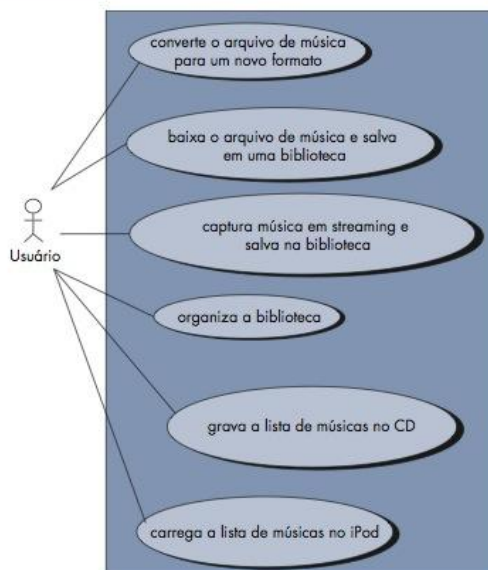 converte o arquivo de música
para um novo formato
baixa o arquivo de música e salva
em uma biblioteca
captura música em streaming e
salva na biblioteca
Usuário
organiza a biblioteca
grava a lista de músicas no CD
carrega a lista de músicas no iPod